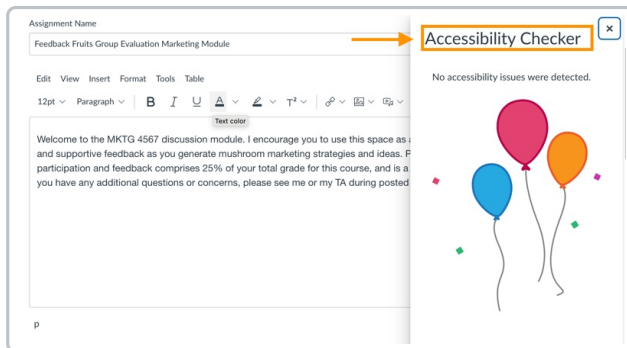 Assignment Name
Feedback Fruits Group Evaluation Marketing Module
Edit View Insert Format Tools Table
12pt Paragraph B I U A T²
Text color
Welcome to the MKTG 4567 discussion module. I encourage you to use this space as
and supportive feedback as you generate mushroom marketing strategies and ideas. P
participation and feedback comprises 25% of your total grade for this course, and is a
you have any additional questions or concerns, please see me or my TA during posted
p
Accessibility Checker
×
No accessibility issues were detected.